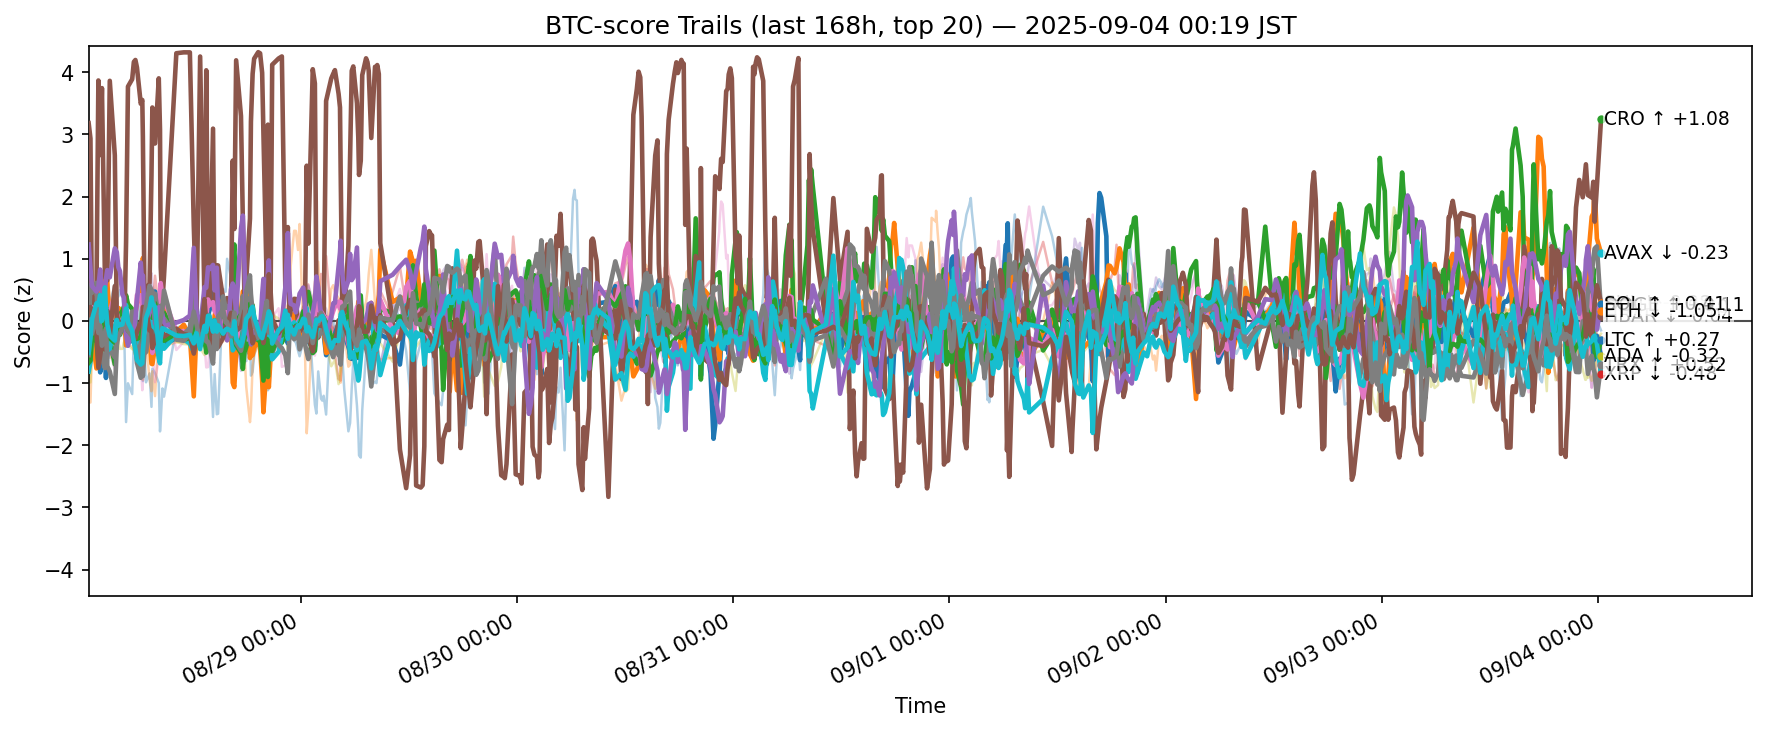 BTC-score Trails (last 168h, top 20) — 2025-09-04 00:19 JST
4
3
2
1
0
−1
−2
−3
−4
Score (z)
CRO ↑ +1.08
AVAX ↓ -0.23
ETH ↓ -1.05
LTC ↑ +0.27
ADA ↓ -0.32
XRP ↓ -0.48
08/29 00:00
08/30 00:00
08/31 00:00
09/01 00:00
09/02 00:00
09/03 00:00
09/04 00:00
Time